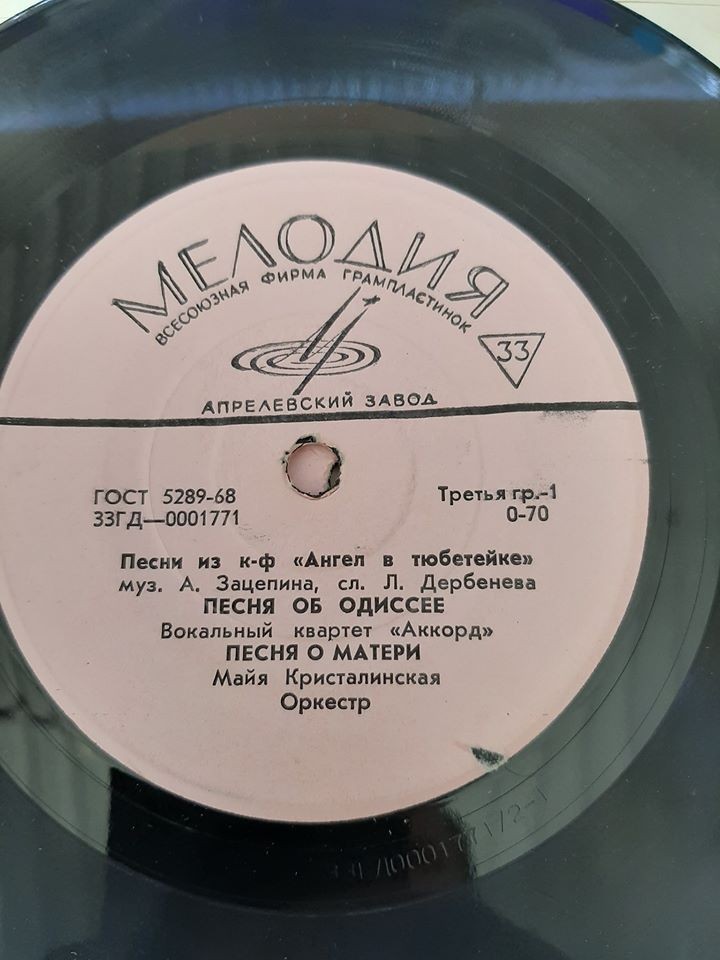 МЕЛОДИЯ
ВСЕСОЮЗНАЯ ФИРМА ГРАМПЛАСТИНОК
33
АПРЕЛЕВСКИЙ ЗАВОД
ГОСТ 5289-68 Третья гр.-1
33ГД—0001771 0-70
Песни из к-ф «Ангел в тюбетейке»
муз. А. Зацепина, сл. Л. Дербенева
ПЕСНЯ ОБ ОДИССЕЕ
Вокальный квартет «Аккорд»
ПЕСНЯ О МАТЕРИ
Майя Кристалинская
Оркестр